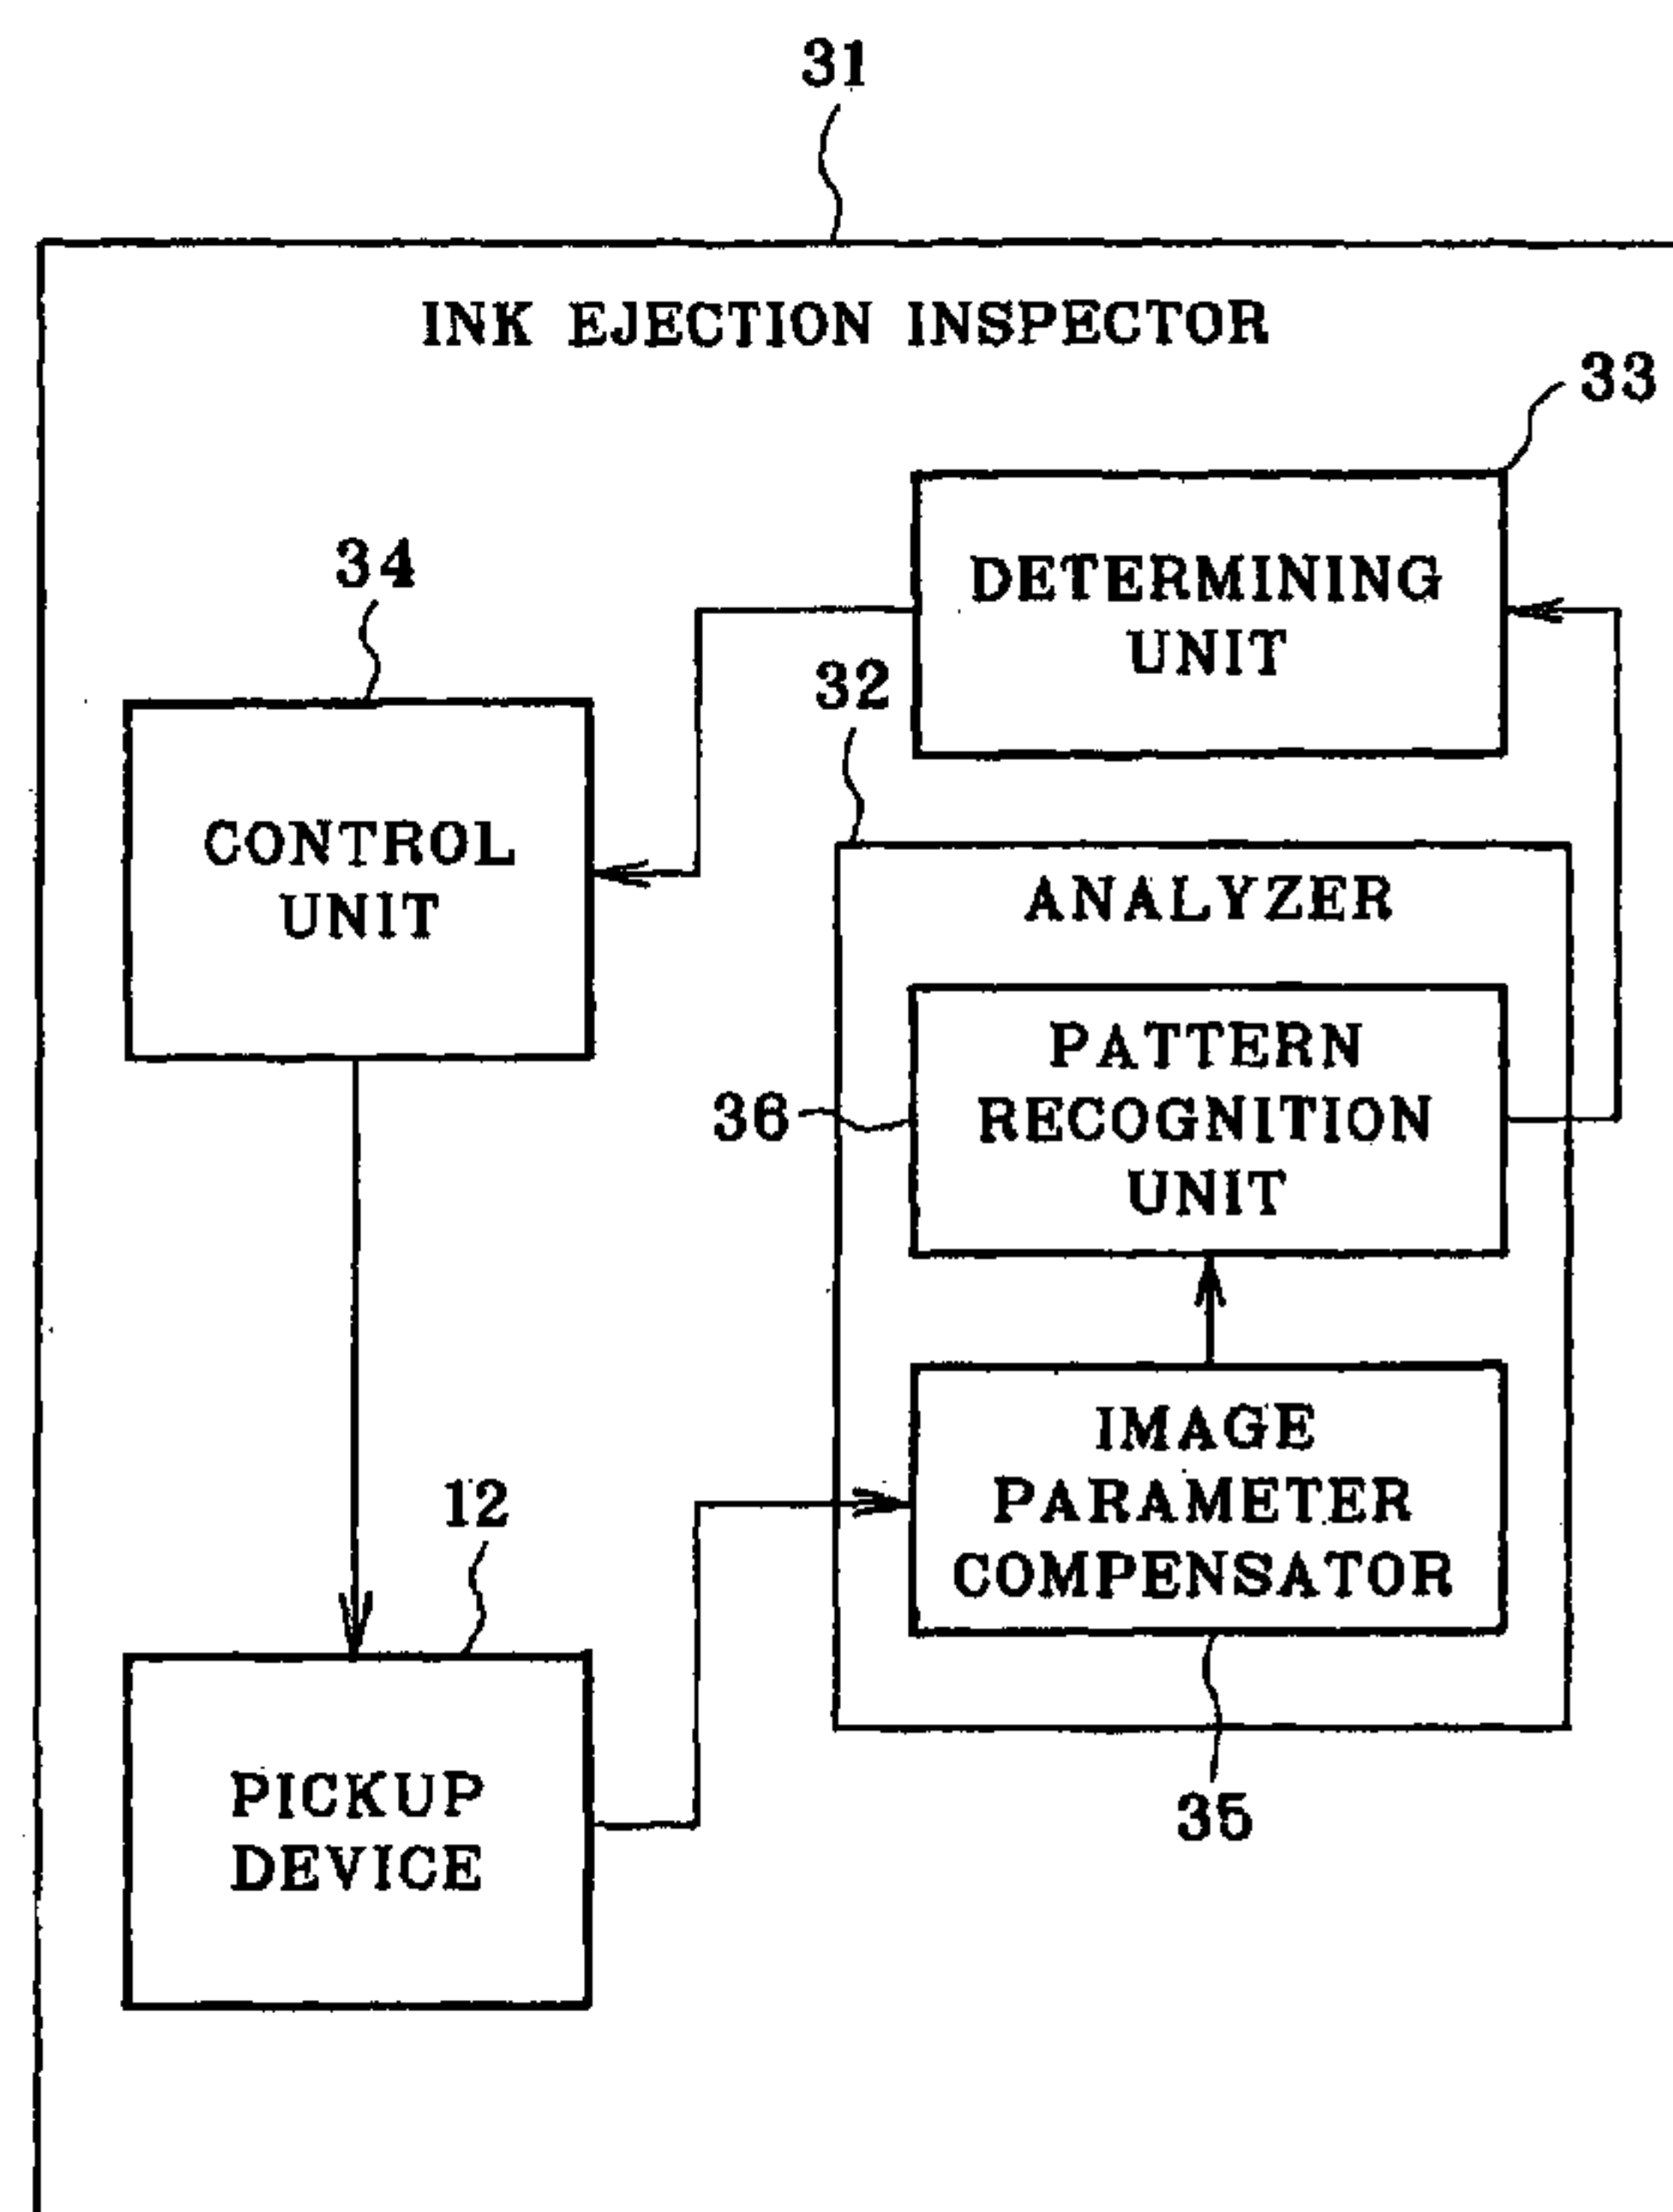 31
INK EJECTION INSPECTOR
33
DETERMINING
UNIT
34
32
CONTROL
UNIT
ANALYZER
PATTERN
RECOGNITION
UNIT
36
IMAGE
PARAMETER
COMPENSATOR
12
35
PICKUP
DEVICE